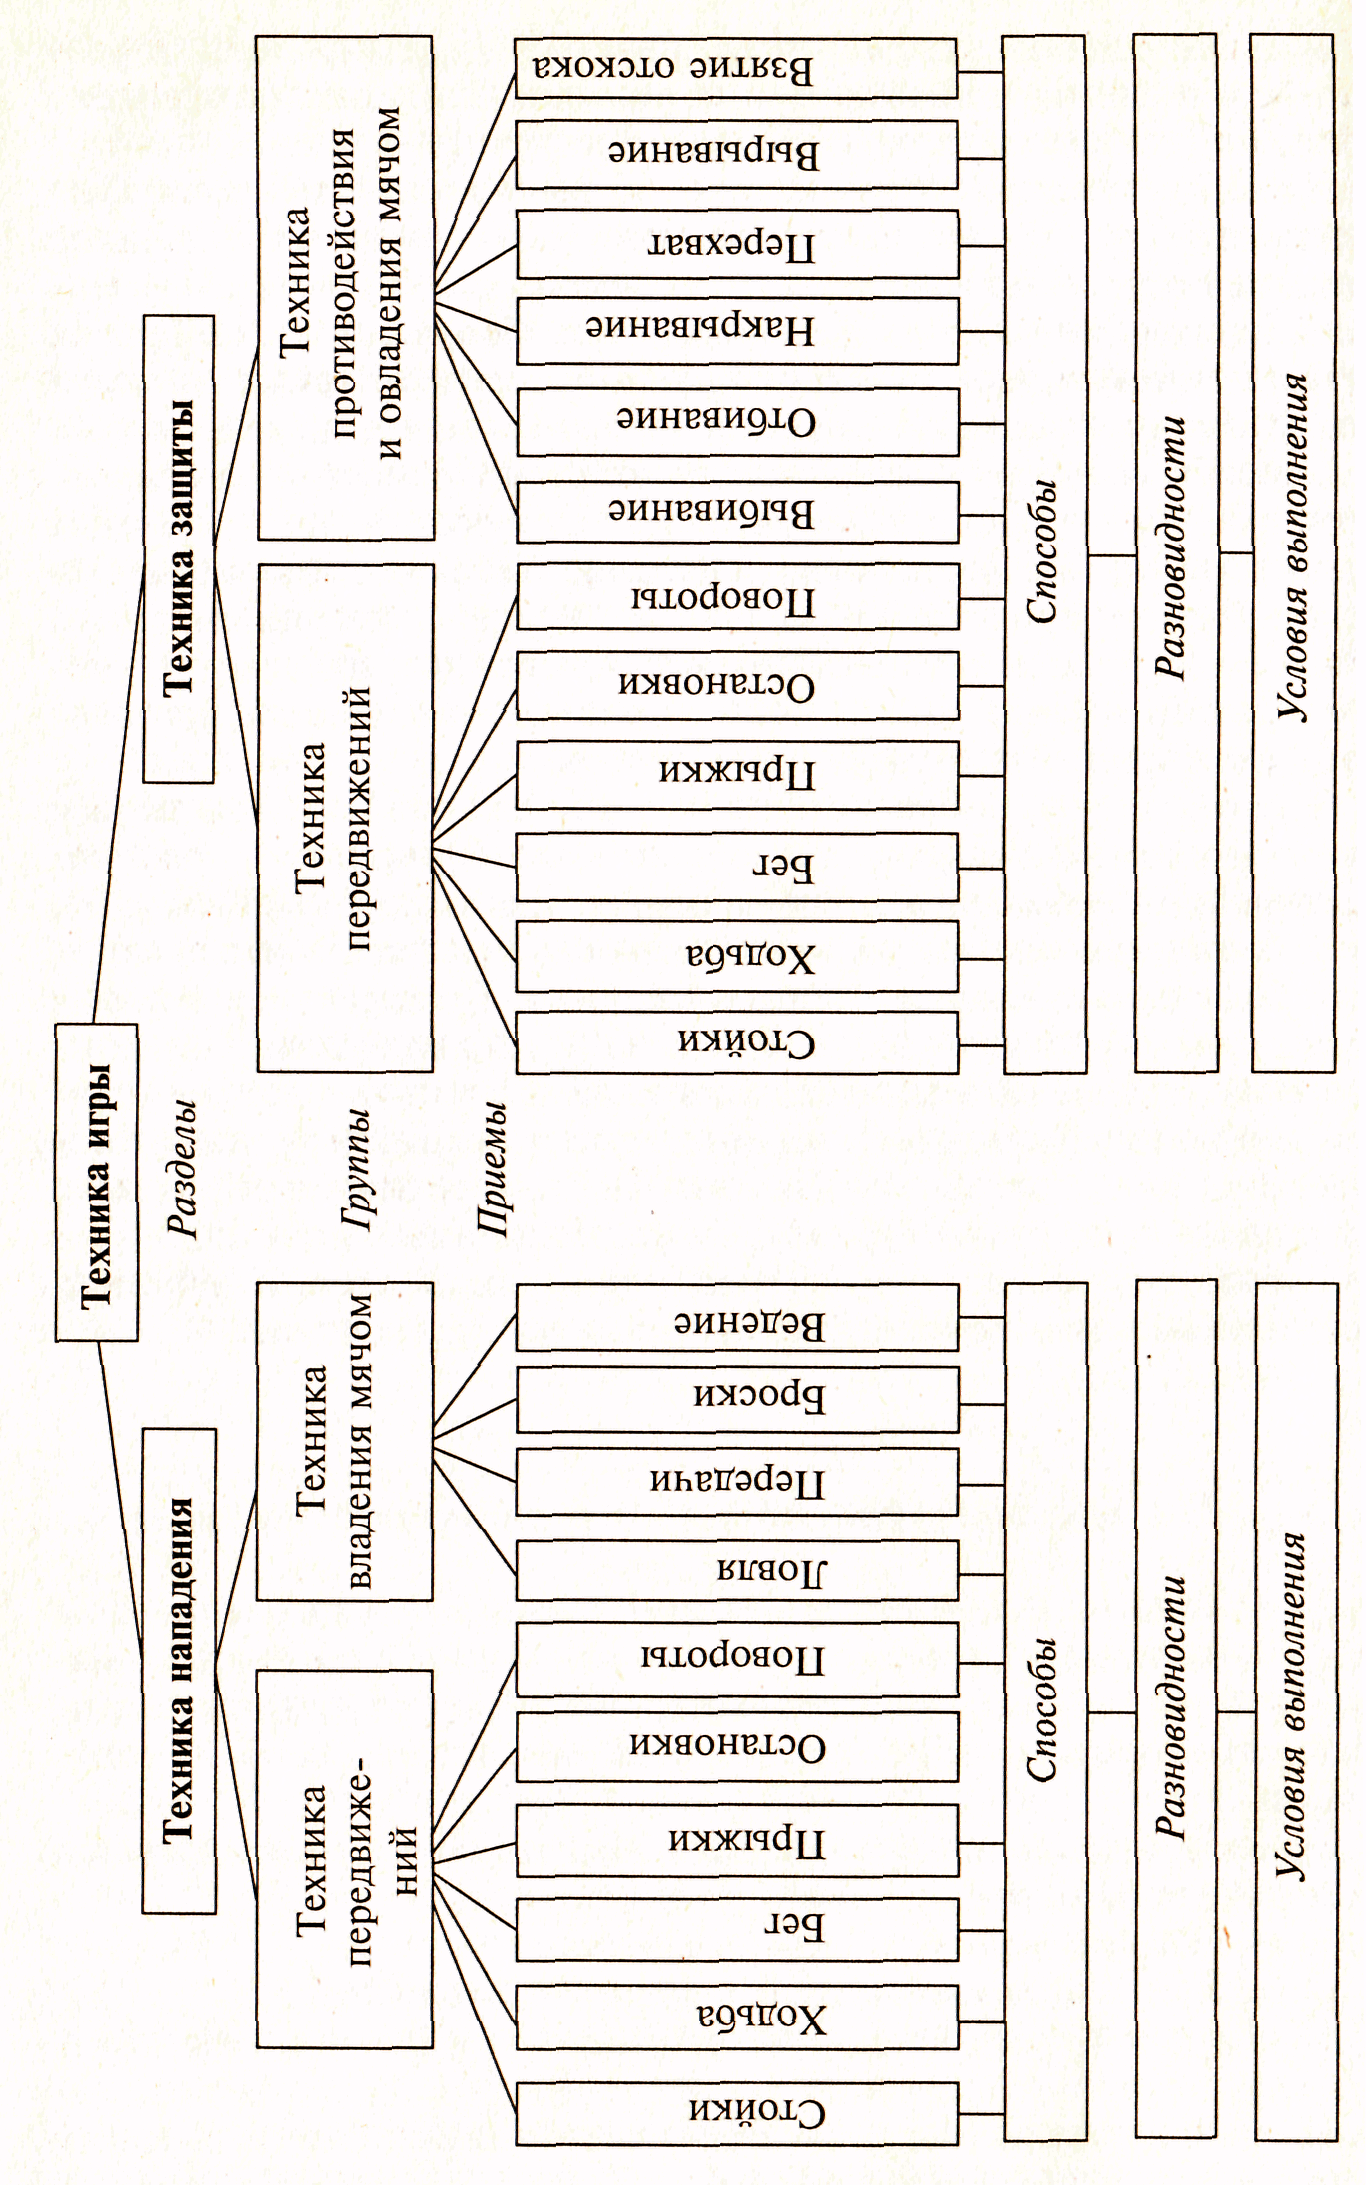 Техника игры
Разделы
Техника нападения
Техника защиты
Группы
Техника
передвиже-
ний
Техника
владения мячом
Техника
передвижений
Техника
противодействия
и овладения мячом
Приемы
Стойки
Ходьба
Бег
Прыжки
Остановки
Повороты
Ловля
Передачи
Броски
Ведение
Стойки
Ходьба
Бег
Прыжки
Остановки
Повороты
Выбивание
Отбивание
Накрывание
Перехват
Вырывание
Взятие отскока
Способы
Способы
Разновидности
Разновидности
Условия выполнения
Условия выполнения